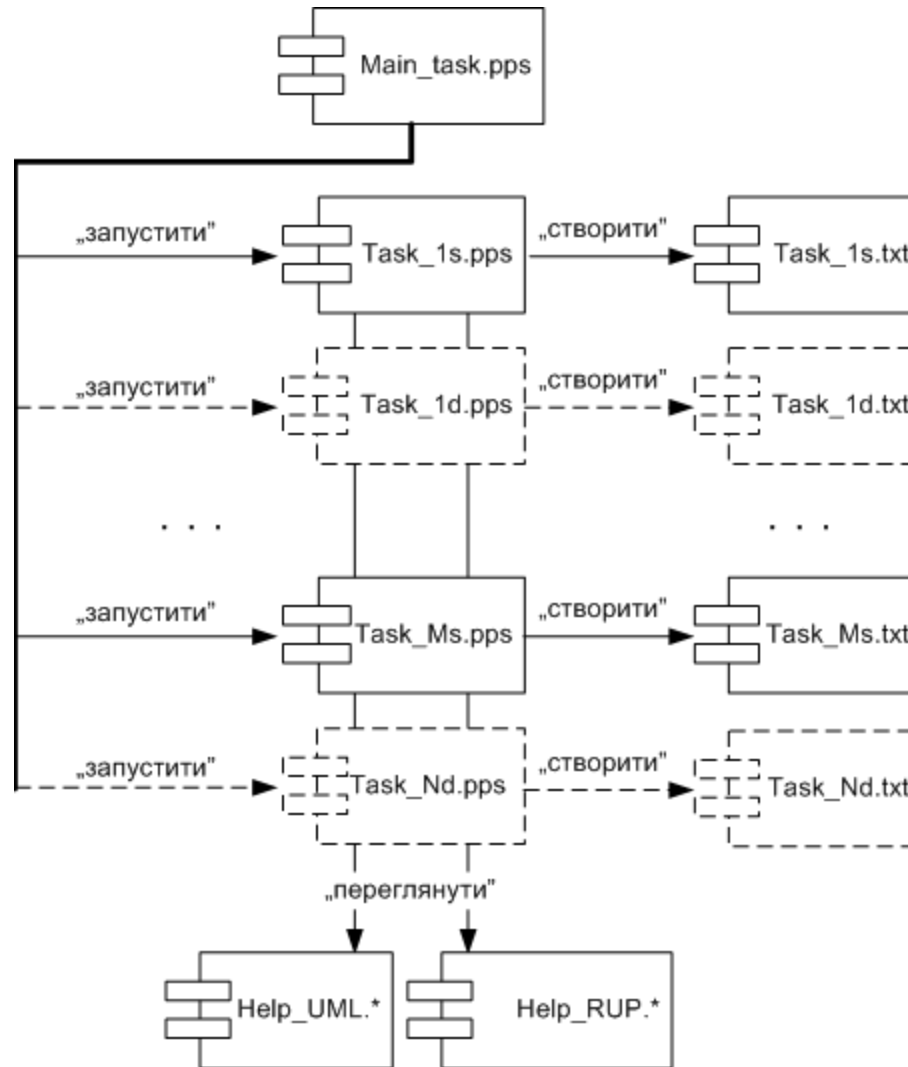 Main_task.pps
„запустити”
Task_1s.pps
„створити”
Task_1s.txt
„запустити”
Task_1d.pps
„створити”
Task_1d.txt
. . .
. . .
„запустити”
Task_Ms.pps
„створити”
Task_Ms.txt
„запустити”
Task_Nd.pps
„створити”
Task_Nd.txt
„переглянути”
Help_UML.*
Help_RUP.*